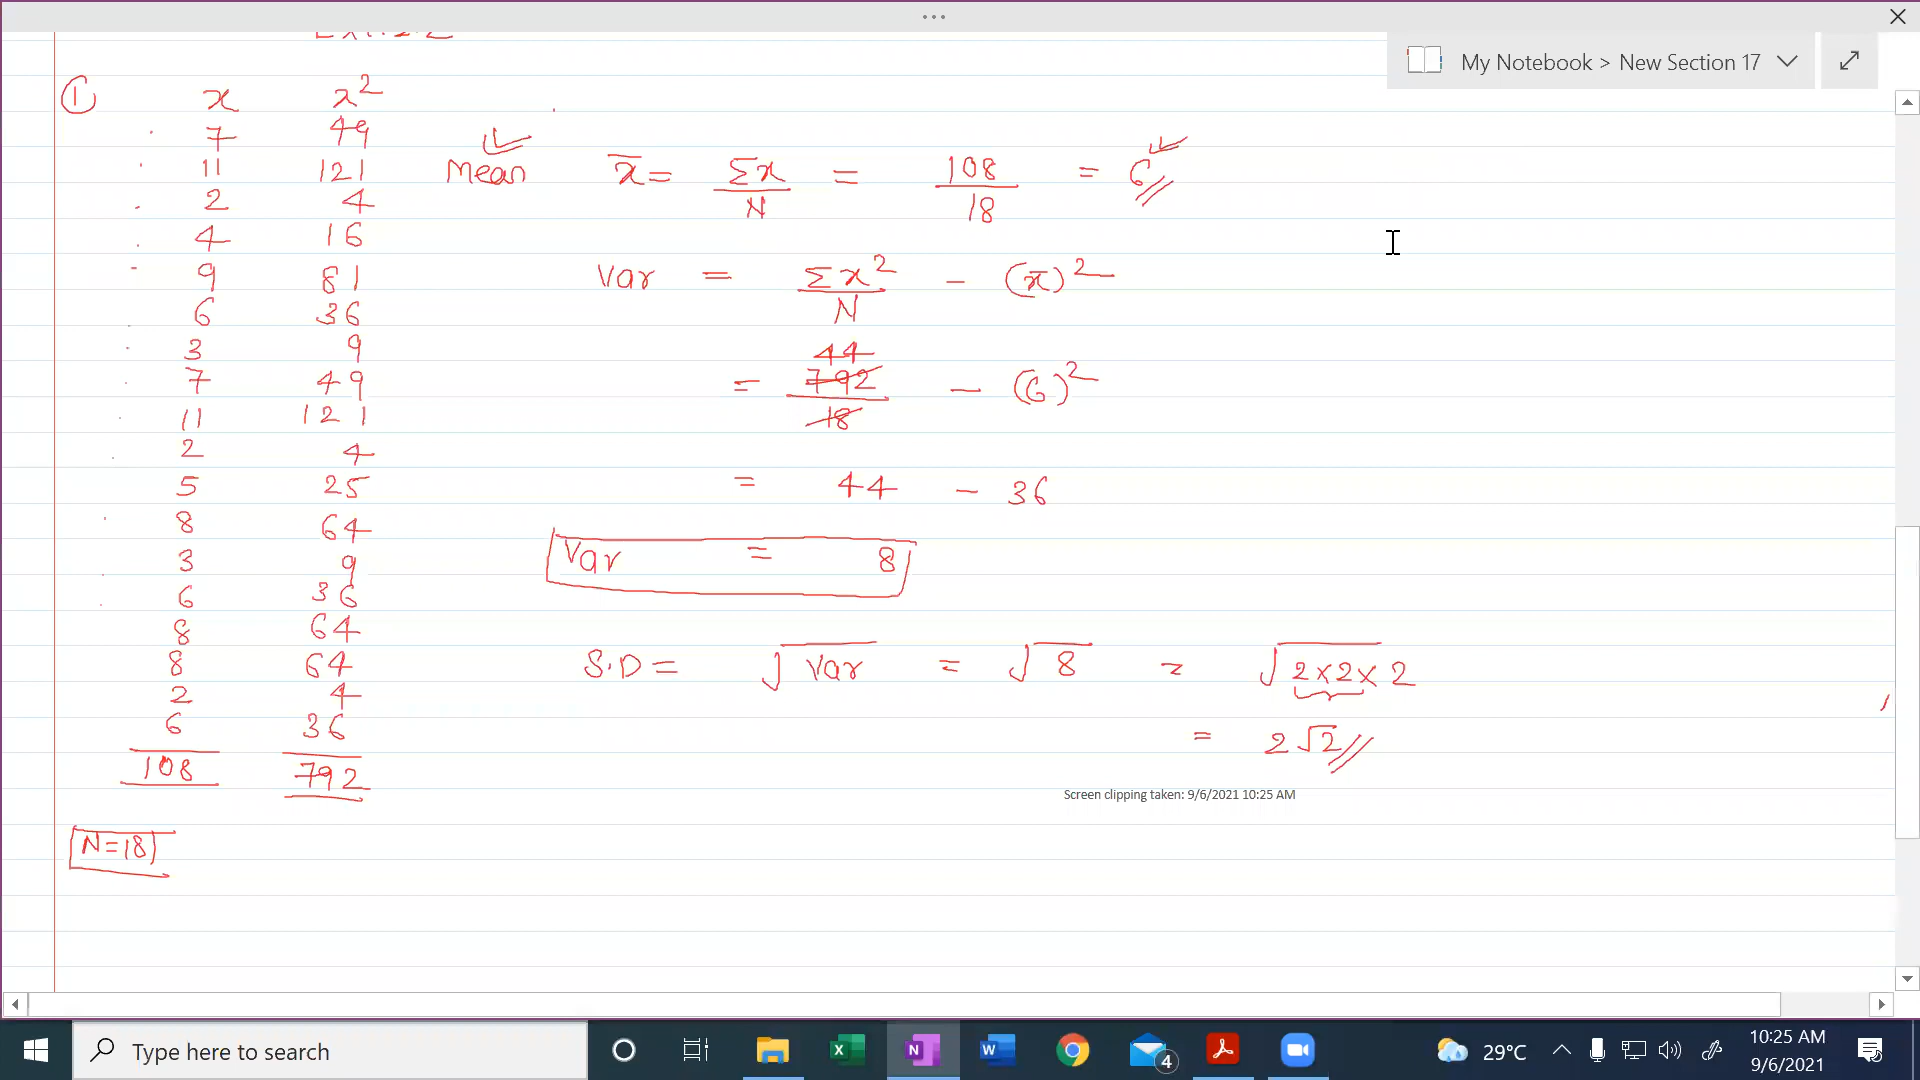 My Notebook > New Section 17
①
x x²
7 49
11 121
2 4
4 16
9 81
6 36
3 9
7 49
11 121
2 4
5 25
8 64
3 9
6 36
8 64
8 64
2 4
6 36
108 792
N=18
Mean x̄ = Σx/N = 108/18 = 6
Var = Σx²/N - (x̄)²
44
= 792/18 - (6)²
= 44 - 36
Var = 8
S.D = √Var = √8 = √2×2×2
= 2√2
Screen clipping taken: 9/6/2021 10:25 AM
Type here to search
4
29°C
10:25 AM
9/6/2021